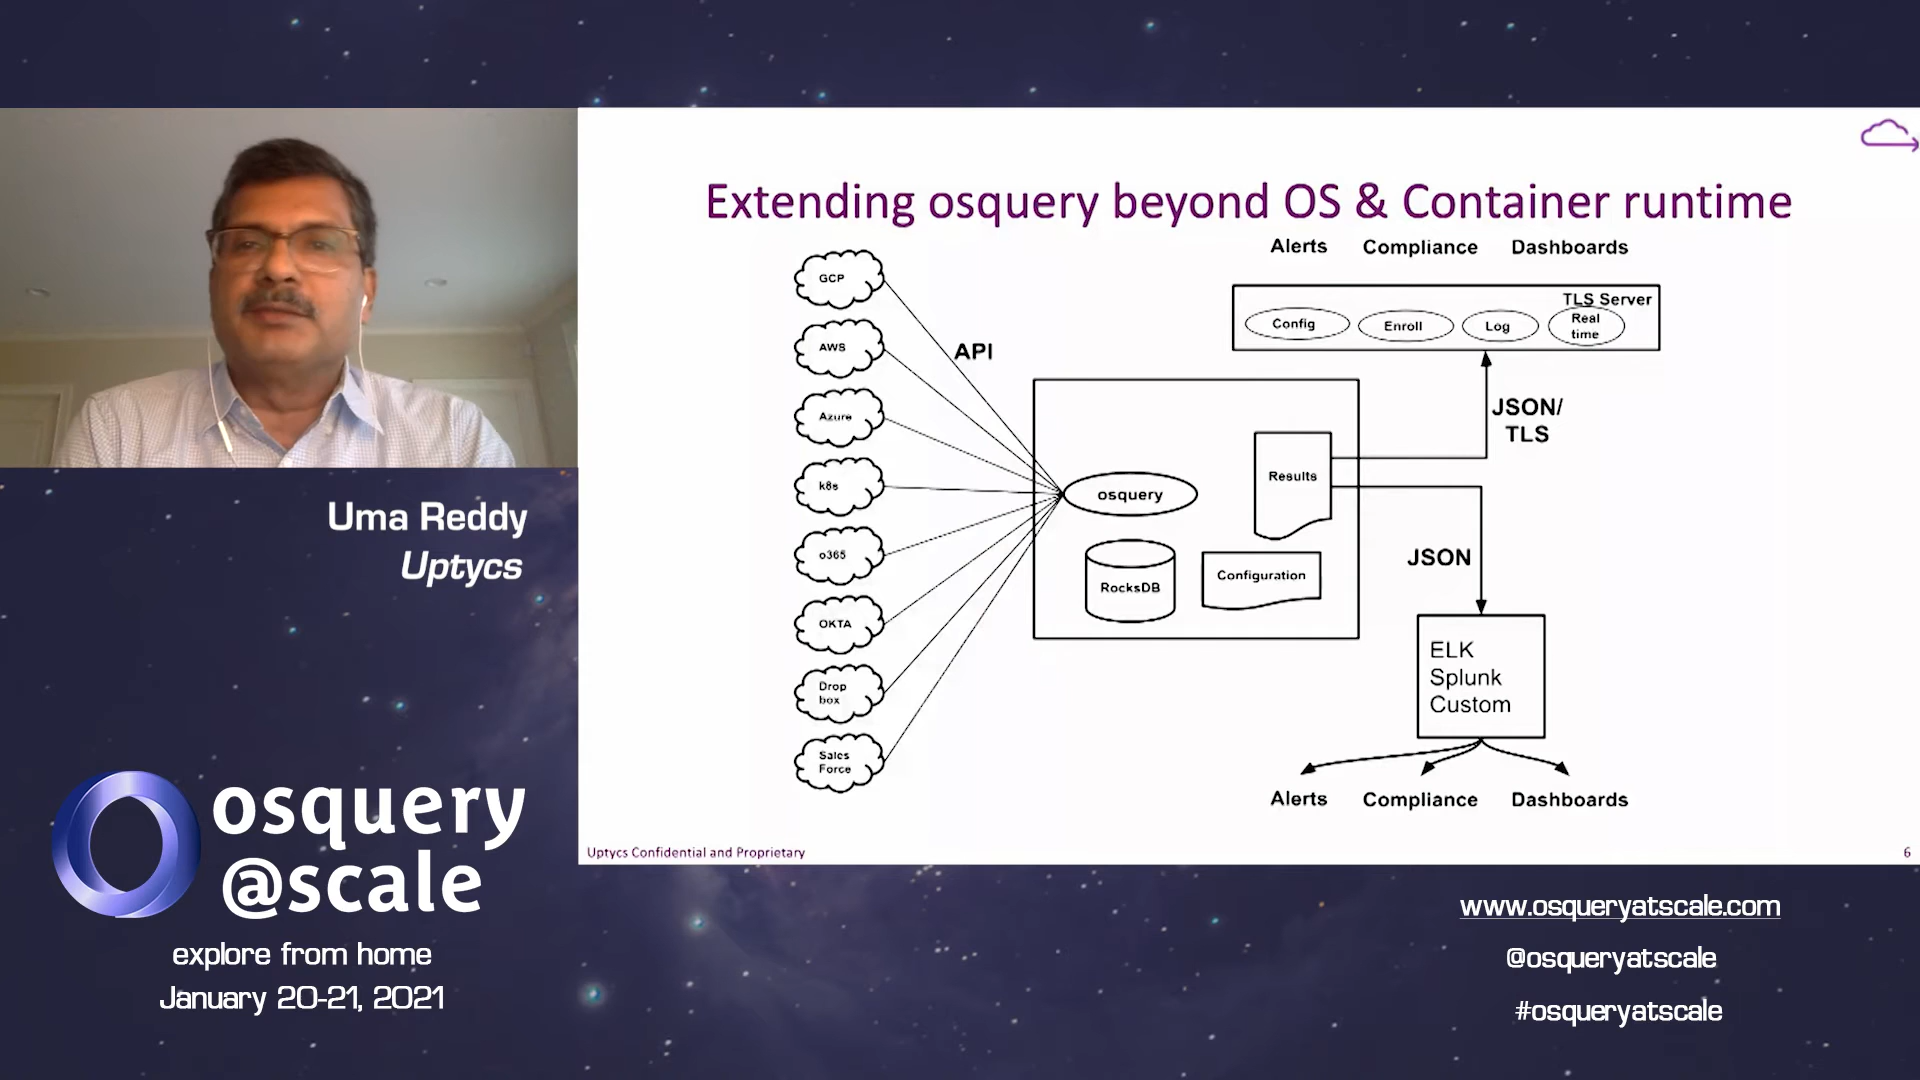 Extending osquery beyond OS & Container runtime
Alerts Compliance Dashboards
TLS Server
Config Enroll Log Real
time
GCP
AWS
Azure
k8s
o365
OKTA
Drop
box
Sales
Force
API
osquery
RocksDB
Results
Configuration
JSON/
TLS
JSON
ELK
Splunk
Custom
Alerts Compliance Dashboards
Uptycs Confidential and Proprietary
6
Uma Reddy
Uptycs
osquery
@scale
explore from home
January 20-21, 2021
www.osqueryatscale.com
@osqueryatscale
#osqueryatscale